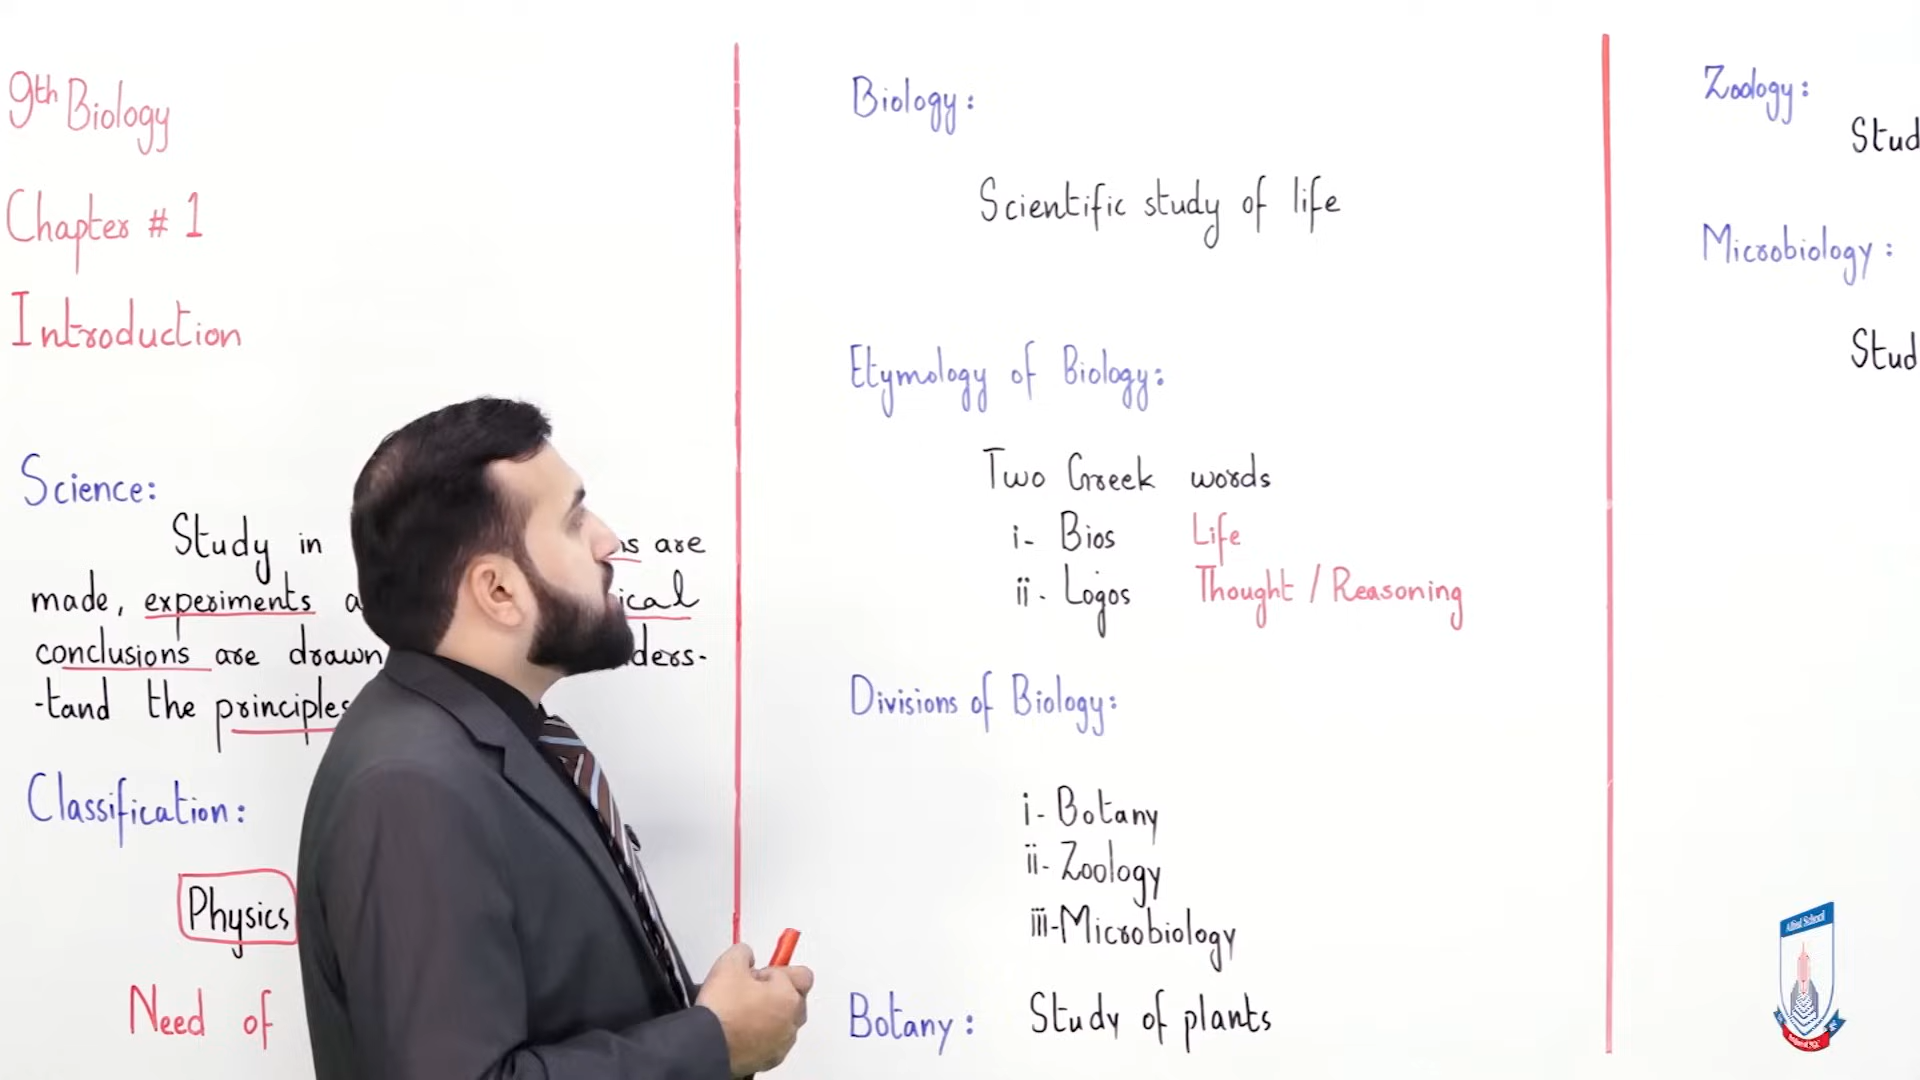 9th Biology
Chapter # 1
Introduction
Science:
Study in are
made, experiments ical
conclusions are drawn ders-
-tand the principles
Classification:
Physics
Need of
Biology:
Scientific study of life
Etymology of Biology:
Two Greek words
i- Bios Life
ii- Logos Thought / Reasoning
Divisions of Biology:
i- Botany
ii- Zoology
iii- Microbiology
Botany: Study of plants
Zoology:
Stud
Microbiology:
Stud
Allied School